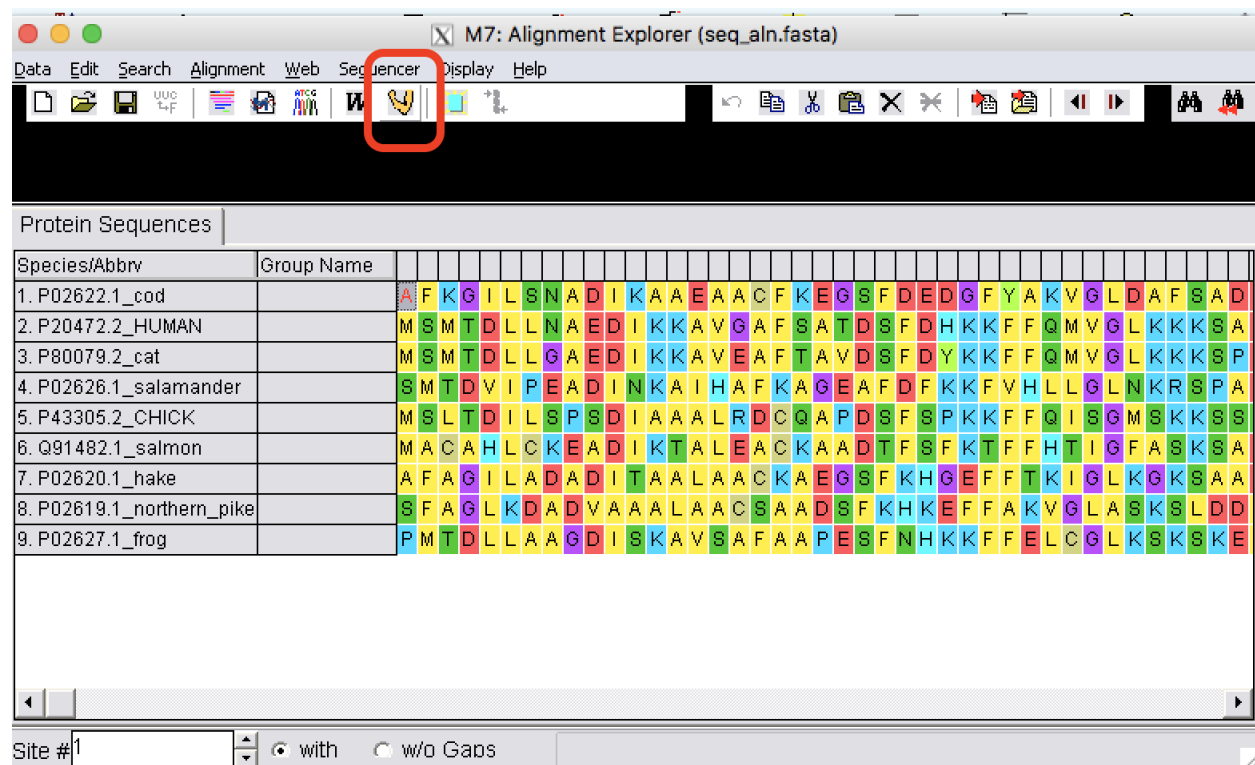 M7: Alignment Explorer (seq_aln.fasta)
Data Edit Search Alignment Web Sequencer Display Help
W
Protein Sequences
Species/Abbrv Group Name
1. P02622.1_cod A F K G I L S N A D I K A A E A A C F K E G S F D E D G F Y A K V G L D A F S A D
2. P20472.2_HUMAN M S M T D L L N A E D I K K A V G A F S A T D S F D H K K F F Q M V G L K K K S A
3. P80079.2_cat M S M T D L L G A E D I K K A V E A F T A V D S F D Y K K F F Q M V G L K K K S P
4. P02626.1_salamander S M T D V I P E A D I N K A I H A F K A G E A F D F K K F V H L L G L N K R S P A
5. P43305.2_CHICK M S L T D I L S P S D I A A A L R D C Q A P D S F S P K K F F Q I S G M S K K S S
6. Q91482.1_salmon M A C A H L C K E A D I K T A L E A C K A A D T F S F K T F F H T I G F A S K S A
7. P02620.1_hake A F A G I L A D A D I T A A L A A C K A E G S F K H G E F F T K I G L K G K S A A
8. P02619.1_northern_pike S F A G L K D A D V A A A L A A C S A A D S F K H K E F F A K V G L A S K S L D D
9. P02627.1_frog P M T D L L A A G D I S K A V S A F A A P E S F N H K K F F E L C G L K S K S K E
Site # 1 with w/o Gaps